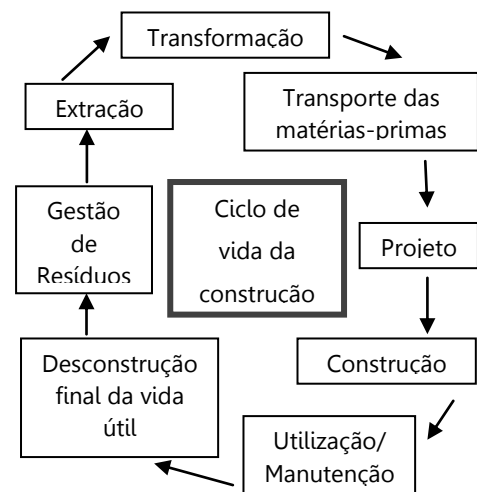 Transformação
Extração
Transporte das
matérias-primas
Gestão
de
Resíduos
Ciclo de
vida da
construção
Projeto
Desconstrução
final da vida
útil
Construção
Utilização/
Manutenção